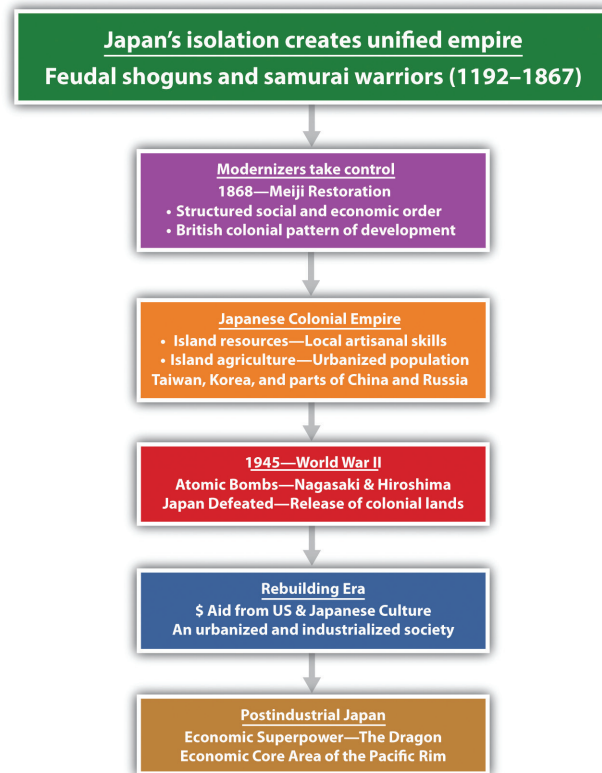 Japan's isolation creates unified empire
Feudal shoguns and samurai warriors (1192–1867)
Modernizers take control
1868—Meiji Restoration
• Structured social and economic order
• British colonial pattern of development
Japanese Colonial Empire
• Island resources—Local artisanal skills
• Island agriculture—Urbanized population
Taiwan, Korea, and parts of China and Russia
1945—World War II
Atomic Bombs—Nagasaki & Hiroshima
Japan Defeated—Release of colonial lands
Rebuilding Era
$ Aid from US & Japanese Culture
An urbanized and industrialized society
Postindustrial Japan
Economic Superpower—The Dragon
Economic Core Area of the Pacific Rim